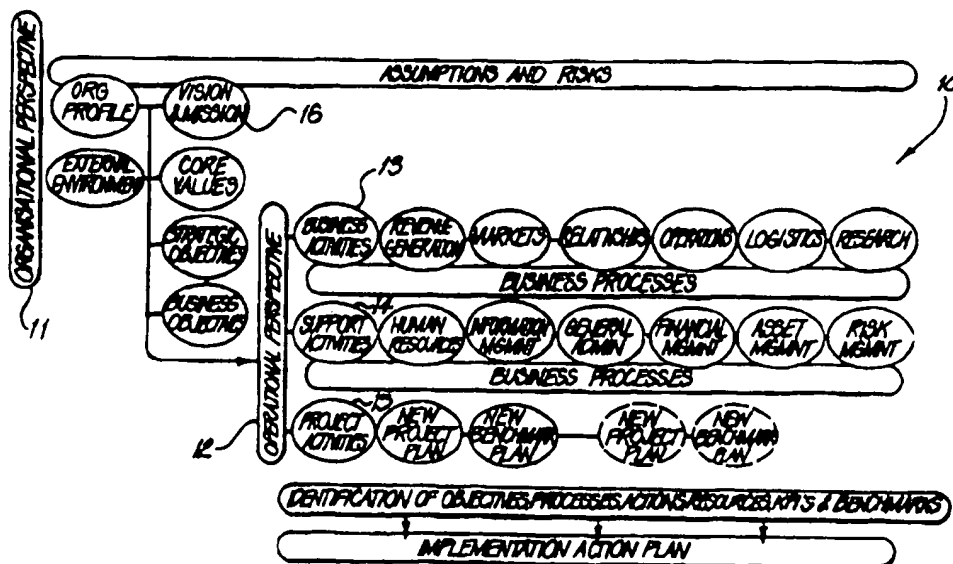 ORGANISATIONAL PERSPECTIVE
ASSUMPTIONS AND RISKS
10
ORG
PROFILE
VISION
& MISSION
16
EXTERNAL
ENVIRONMENT
CORE
VALUES
STRATEGIC
OBJECTIVES
BUSINESS
OBJECTIVES
11
OPERATIONAL PERSPECTIVE
12
13
BUSINESS
ACTIVITIES
REVENUE
GENERATION
MARKETS
RELATIONSHIPS
OPERATIONS
LOGISTICS
RESEARCH
BUSINESS PROCESSES
14
SUPPORT
ACTIVITIES
HUMAN
RESOURCES
INFORMATION
MGMNT
GENERAL
ADMIN
FINANCIAL
MGMNT
ASSET
MGMNT
RISK
MGMNT
BUSINESS PROCESSES
15
PROJECT
ACTIVITIES
NEW
PROJECT
PLAN
NEW
BENCHMARK
PLAN
NEW
PROJECT
PLAN
NEW
BENCHMARK
PLAN
IDENTIFICATION OF OBJECTIVES,PROCESSES,ACTIONS,RESOURCES,KPI'S & BENCHMARKS
IMPLEMENTATION ACTION PLAN